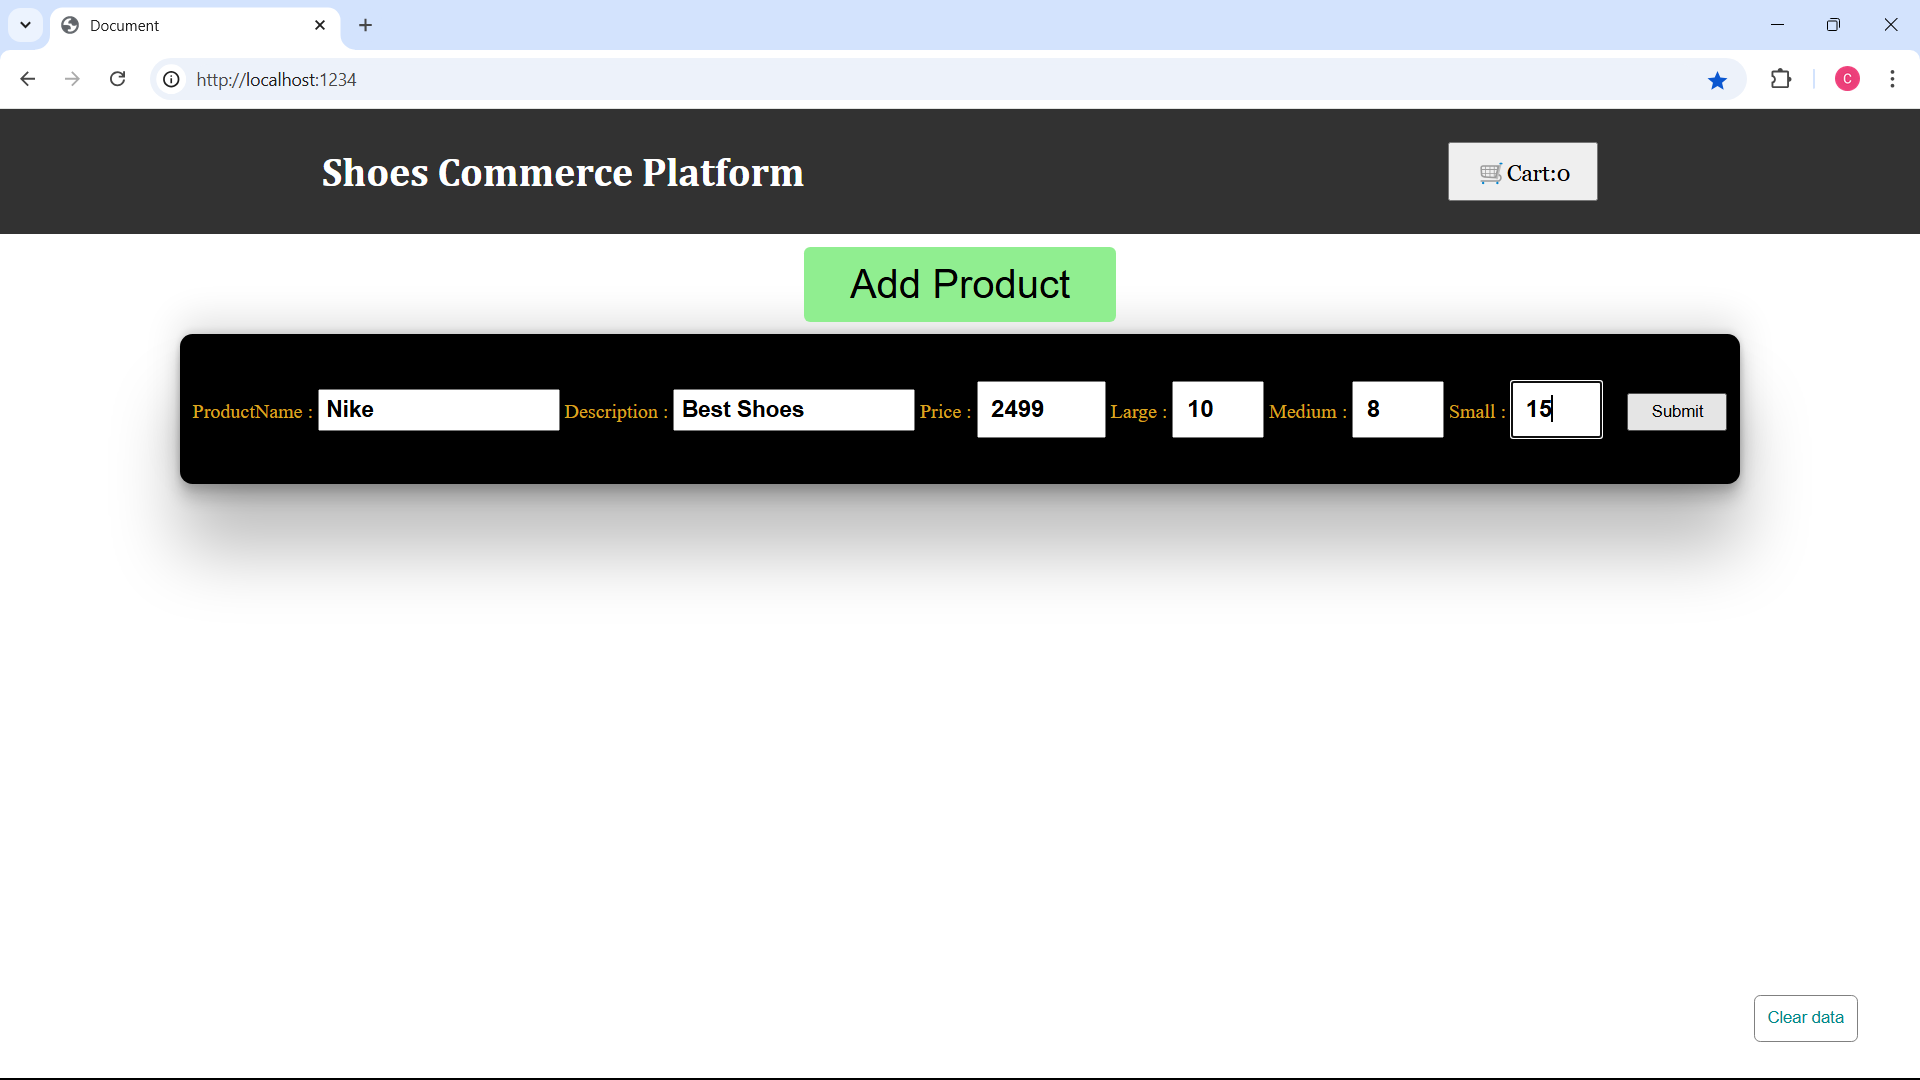 Document
http://localhost:1234
C
Shoes Commerce Platform
🛒Cart:0
Add Product
ProductName : Nike Description : Best Shoes Price : 2499 Large : 10 Medium : 8 Small : 15 Submit
Clear data